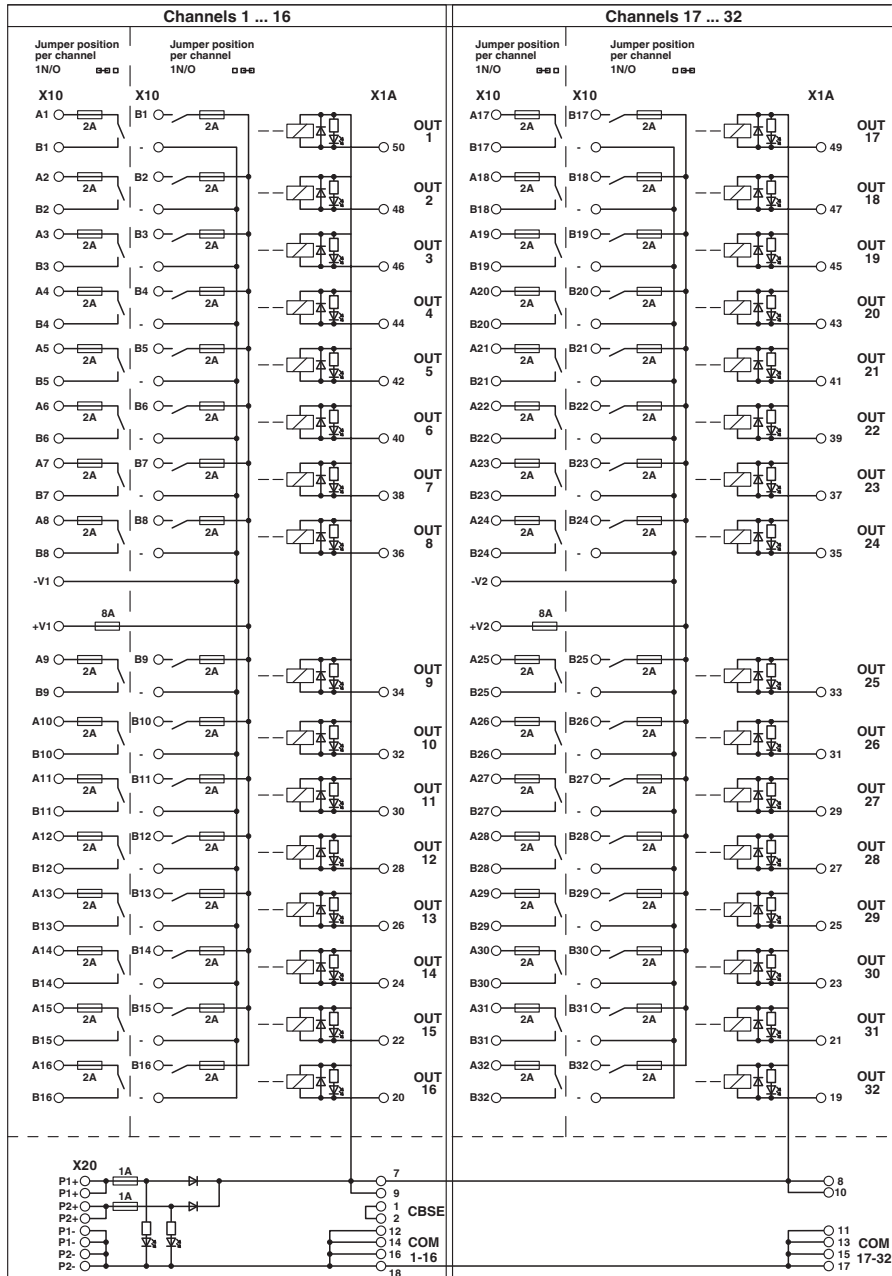 Channels 1 ... 16
Channels 17 ... 32
Jumper position per channel
1N/O
Jumper position per channel
1N/O
Jumper position per channel
1N/O
Jumper position per channel
1N/O
X10 X10 X1A
X10 X10 X1A
A1 2A B1 2A OUT 1
B1 - 50
A17 2A B17 2A OUT 17
B17 - 49
A2 2A B2 2A OUT 2
B2 - 48
A18 2A B18 2A OUT 18
B18 - 47
A3 2A B3 2A OUT 3
B3 - 46
A19 2A B19 2A OUT 19
B19 - 45
A4 2A B4 2A OUT 4
B4 - 44
A20 2A B20 2A OUT 20
B20 - 43
A5 2A B5 2A OUT 5
B5 - 42
A21 2A B21 2A OUT 21
B21 - 41
A6 2A B6 2A OUT 6
B6 - 40
A22 2A B22 2A OUT 22
B22 - 39
A7 2A B7 2A OUT 7
B7 - 38
A23 2A B23 2A OUT 23
B23 - 37
A8 2A B8 2A OUT 8
B8 - 36
A24 2A B24 2A OUT 24
B24 - 35
-V1
-V2
+V1 8A
+V2 8A
A9 2A B9 2A OUT 9
B9 - 34
A25 2A B25 2A OUT 25
B25 - 33
A10 2A B10 2A OUT 10
B10 - 32
A26 2A B26 2A OUT 26
B26 - 31
A11 2A B11 2A OUT 11
B11 - 30
A27 2A B27 2A OUT 27
B27 - 29
A12 2A B12 2A OUT 12
B12 - 28
A28 2A B28 2A OUT 28
B28 - 27
A13 2A B13 2A OUT 13
B13 - 26
A29 2A B29 2A OUT 29
B29 - 25
A14 2A B14 2A OUT 14
B14 - 24
A30 2A B30 2A OUT 30
B30 - 23
A15 2A B15 2A OUT 15
B15 - 22
A31 2A B31 2A OUT 31
B31 - 21
A16 2A B16 2A OUT 16
B16 - 20
A32 2A B32 2A OUT 32
B32 - 19
X20
P1+ 1A 7 8
P1+ 9 10
P2+ 1A 1 CBSE
P2+ 2
P1- 12 11
P1- 14 COM 13 COM
P2- 16 1-16 15 17-32
P2- 18 17